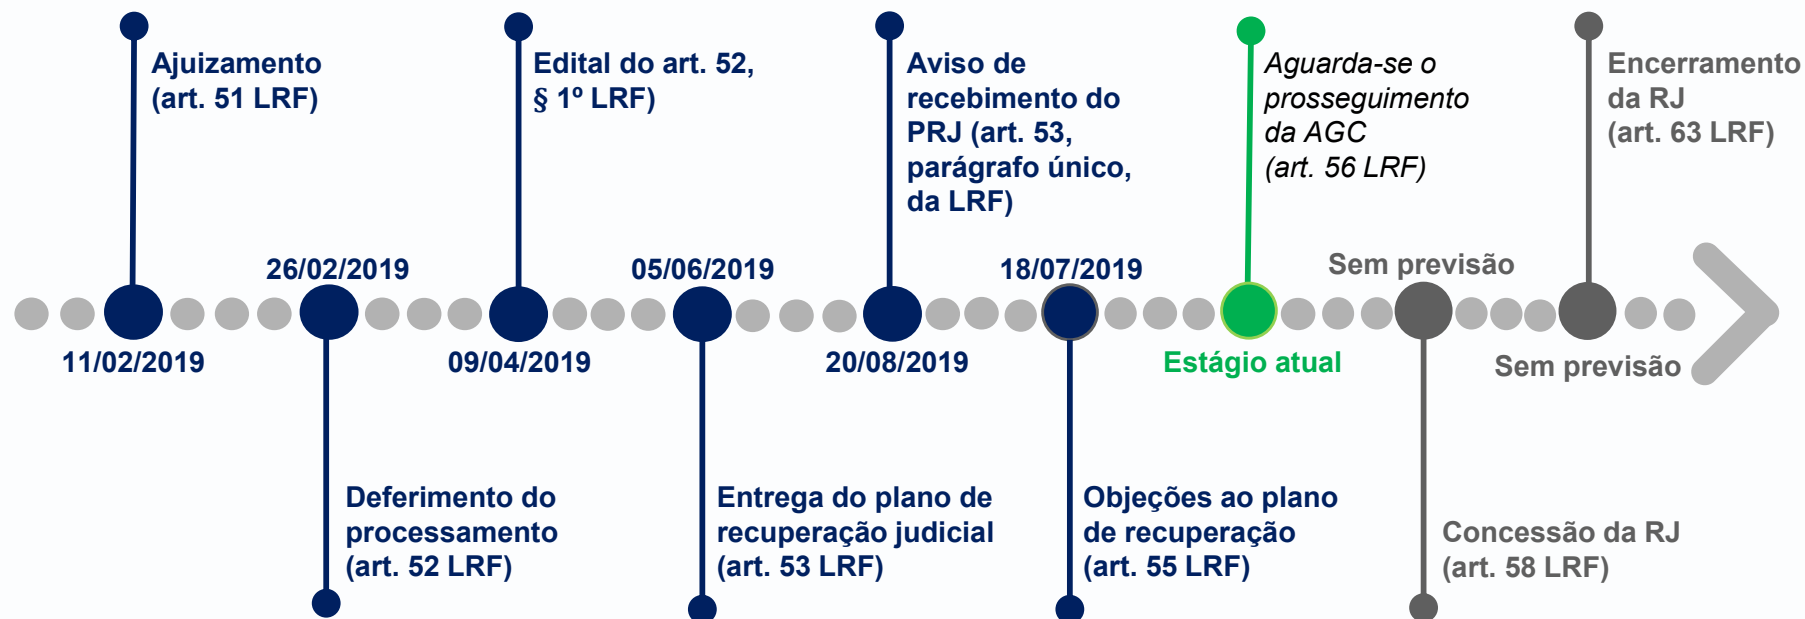 Ajuizamento
(art. 51 LRF)
Edital do art. 52,
§ 1º LRF)
Aviso de
recebimento do
PRJ (art. 53,
parágrafo único,
da LRF)
Aguarda-se o
prosseguimento
da AGC
(art. 56 LRF)
Encerramento
da RJ
(art. 63 LRF)
26/02/2019
05/06/2019
18/07/2019
Sem previsão
11/02/2019
09/04/2019
20/08/2019
Estágio atual
Sem previsão
Deferimento do
processamento
(art. 52 LRF)
Entrega do plano de
recuperação judicial
(art. 53 LRF)
Objeções ao plano
de recuperação
(art. 55 LRF)
Concessão da RJ
(art. 58 LRF)